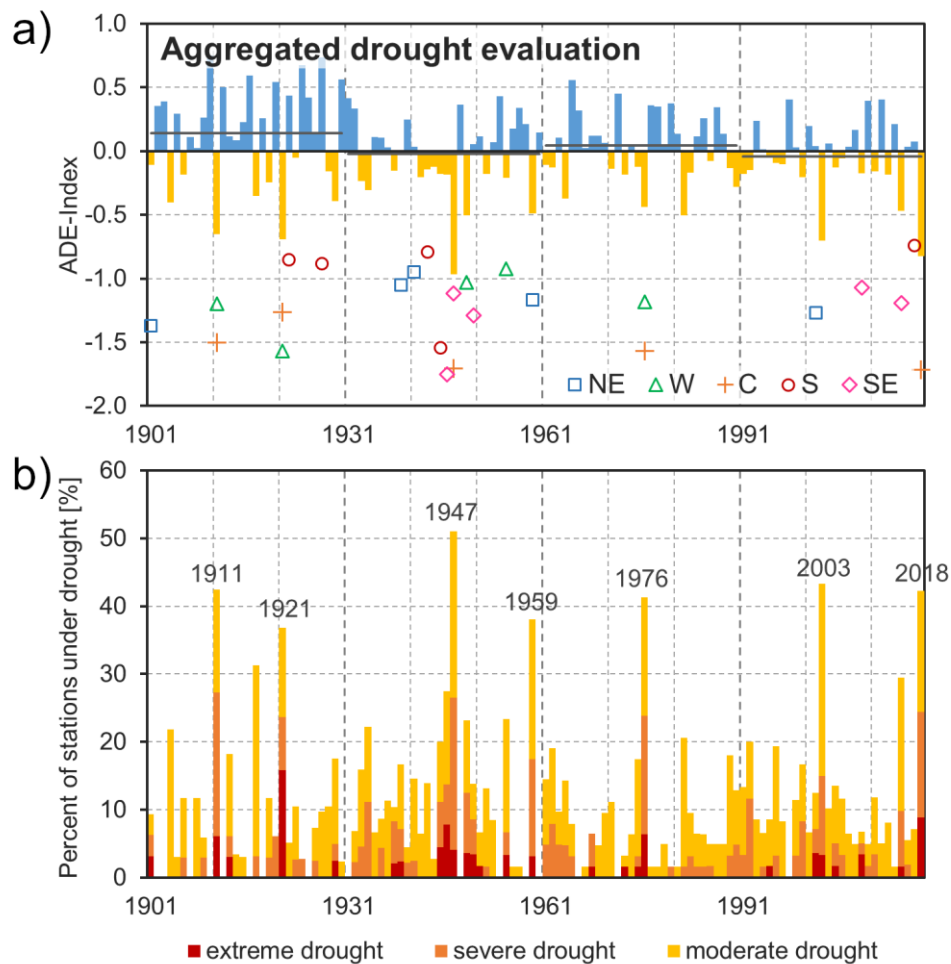 a)
Aggregated drought evaluation
ADE-Index
1.0
0.5
0.0
-0.5
-1.0
-1.5
-2.0
NE W C S SE
1901 1931 1961 1991
b)
Percent of stations under drought [%]
60
50
40
30
20
10
0
1911
1921
1947
1959
1976
2003
2018
1901 1931 1961 1991
extreme drought severe drought moderate drought